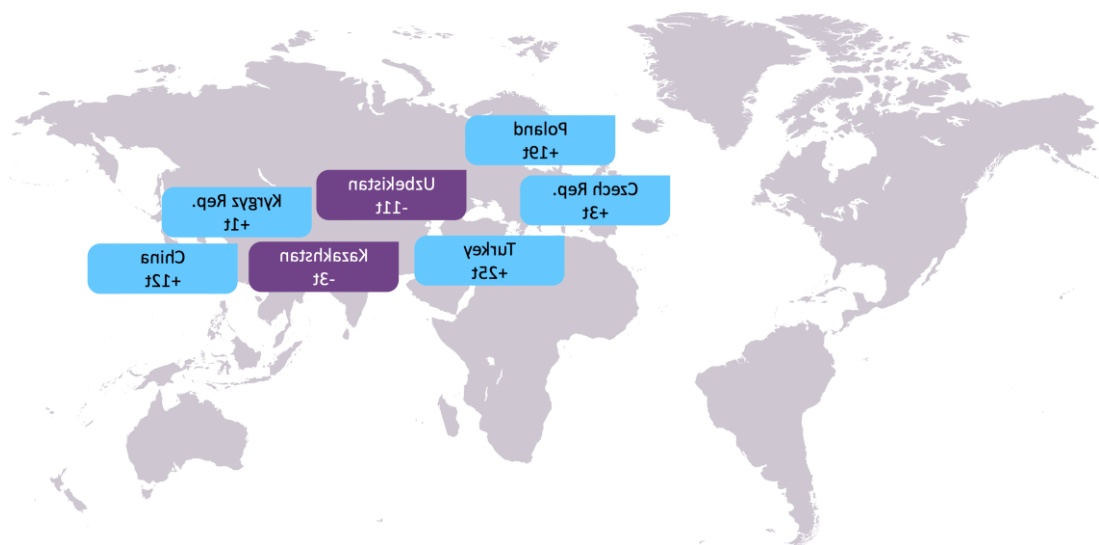 Poland
+19t
Uzbekistan
-11t
Czech Rep.
+3t
Kyrgyz Rep.
+1t
Turkey
+25t
Kazakhstan
-3t
China
+12t